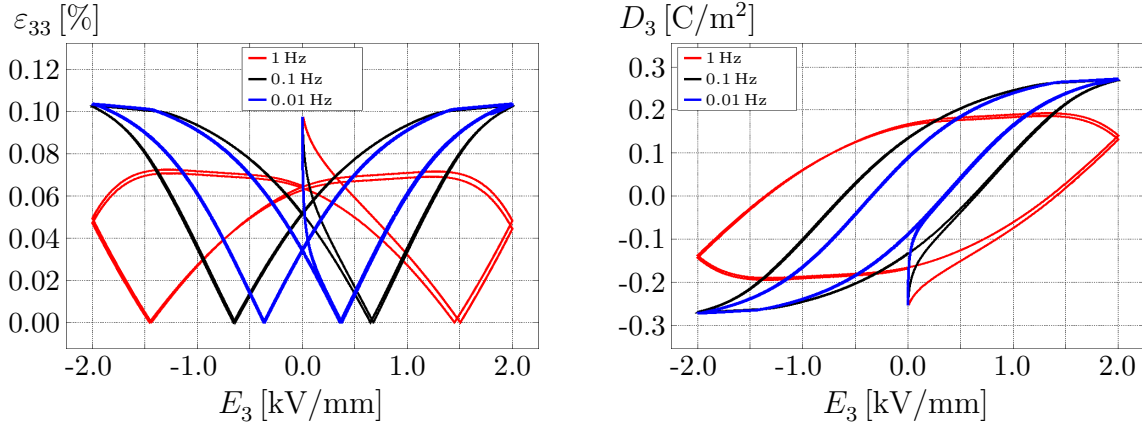 ε₃₃ [%]
0.12
0.10
0.08
0.06
0.04
0.02
0.00
1 Hz
0.1 Hz
0.01 Hz
-2.0 -1.0 0.0 1.0 2.0
E₃ [kV/mm]
D₃ [C/m²]
0.3
0.2
0.1
0.0
-0.1
-0.2
-0.3
1 Hz
0.1 Hz
0.01 Hz
-2.0 -1.0 0.0 1.0 2.0
E₃ [kV/mm]